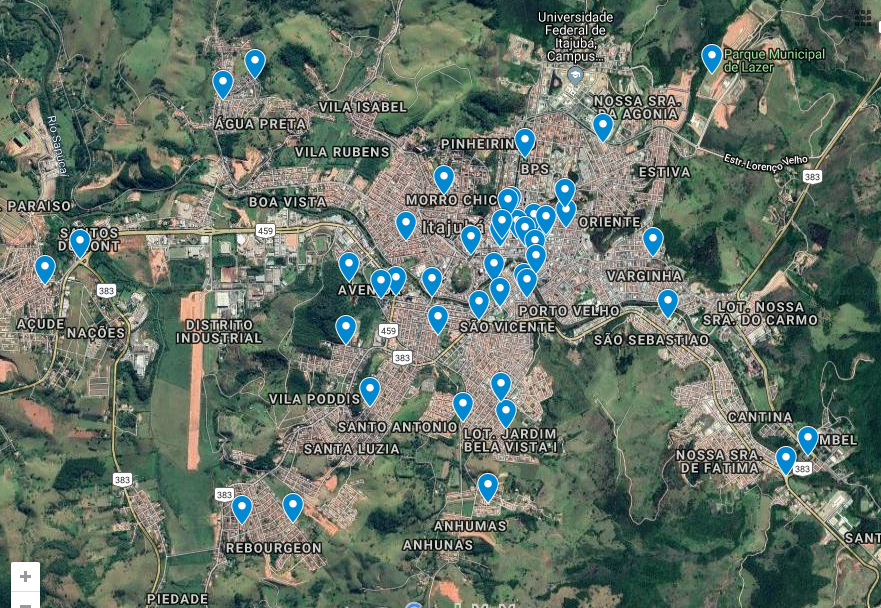 Universidade
Federal de
Itajubá,
Campus...
Parque Municipal
de Lazer
VILA ISABEL
NOSSA SRA.
DA AGONIA
ÁGUA PRETA
Rio Sapucaí
PINHEIRIN
VILA RUBENS
Estr. Lorenço Velho
BPS
ESTIVA
383
BOA VISTA
MORRO CHIC
PARAISO
Itajubá
ORIENTE
459
SANTOS
DUMONT
VARGINHA
383
AVEN
LOT. NOSSA
SRA. DO CARMO
PORTO VELHO
AÇUDE
NAÇÕES
DISTRITO
INDUSTRIAL
459
SÃO VICENTE
SÃO SEBASTIAO
383
VILA PODDIS
CANTINA
SANTO ANTONIO
LOT. JARDIM
BELA VISTA I
MBEL
SANTA LUZIA
NOSSA SRA.
DE FATIMA
383
383
383
ANHUMAS
SANT
REBOURGEON
ANHUNAS
+
PIEDADE